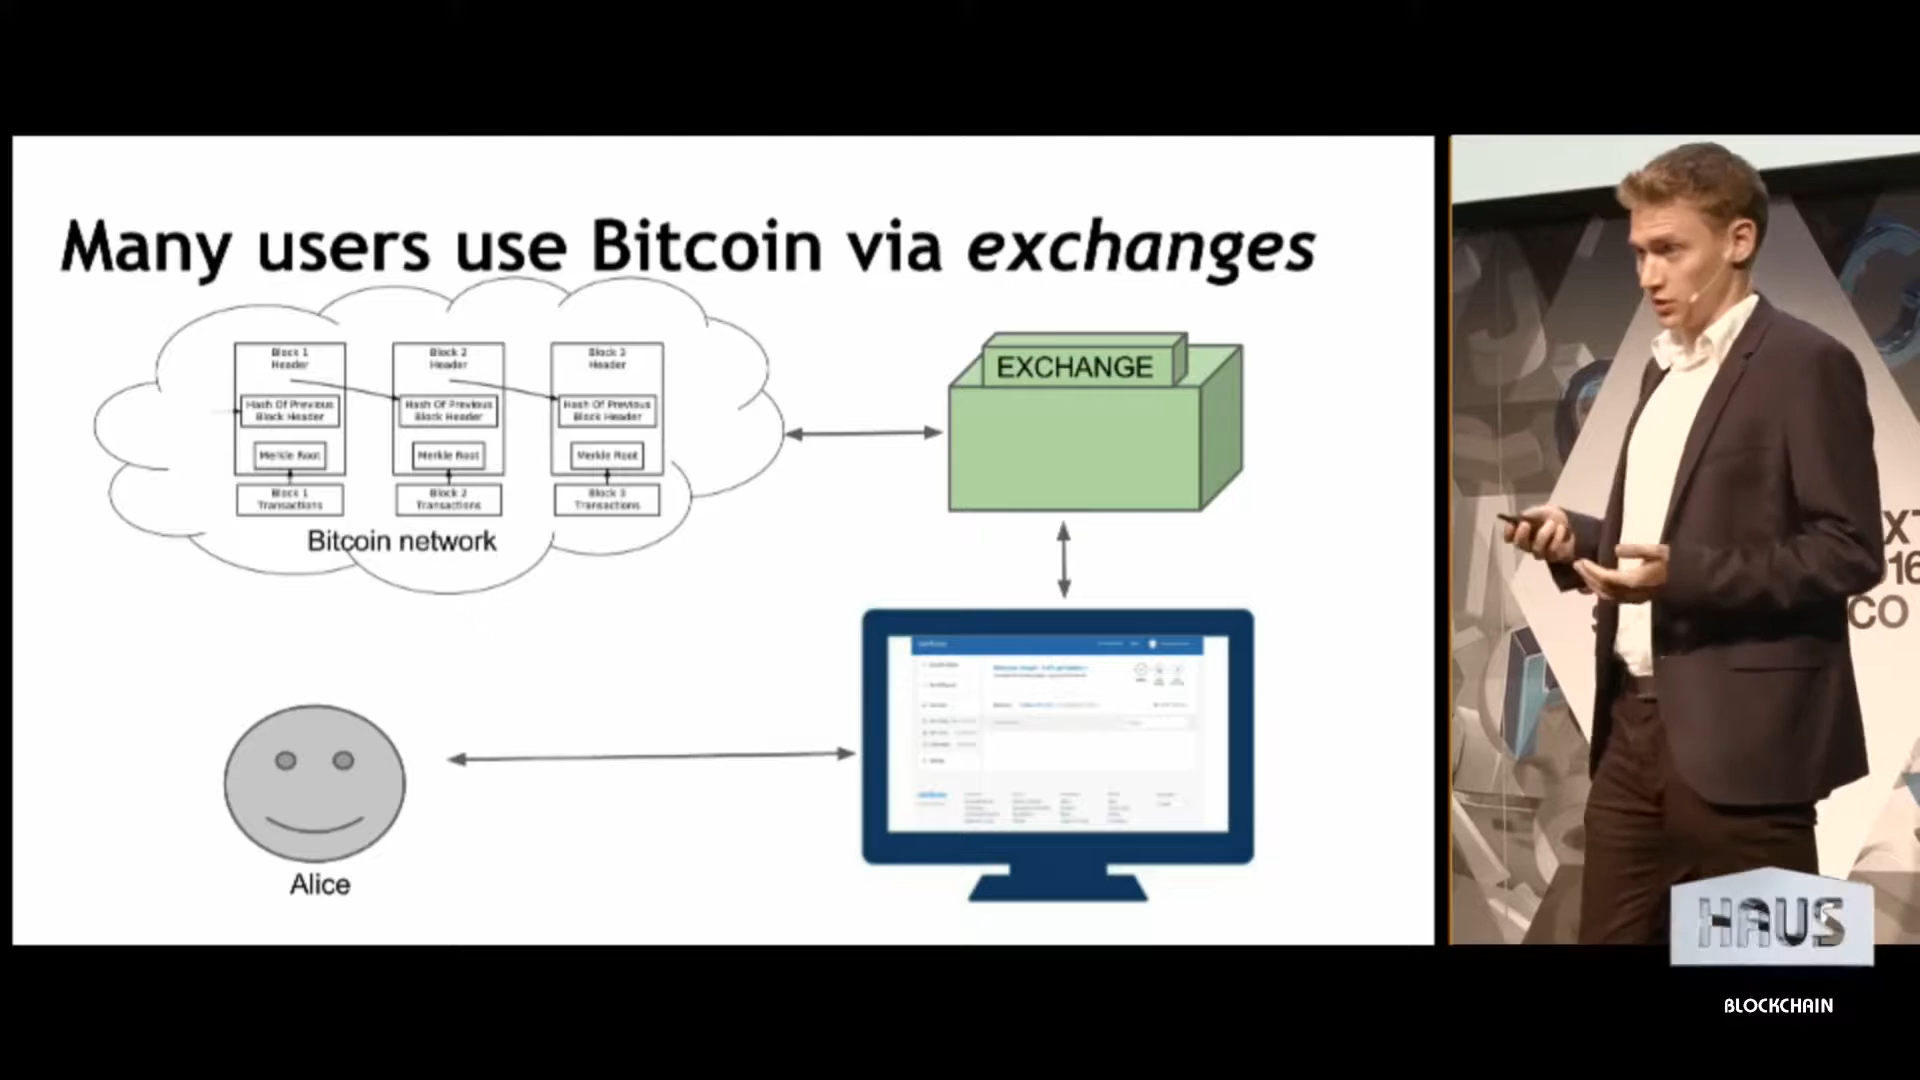 Many users use Bitcoin via exchanges
Block 1
Header
Hash Of Previous
Block Header
Merkle Root
Block 1
Transactions
Block 2
Header
Hash Of Previous
Block Header
Merkle Root
Block 2
Transactions
Block 3
Header
Hash Of Previous
Block Header
Merkle Root
Block 3
Transactions
Bitcoin network
EXCHANGE
Alice
16
CO
HAUS
BLOCKCHAIN